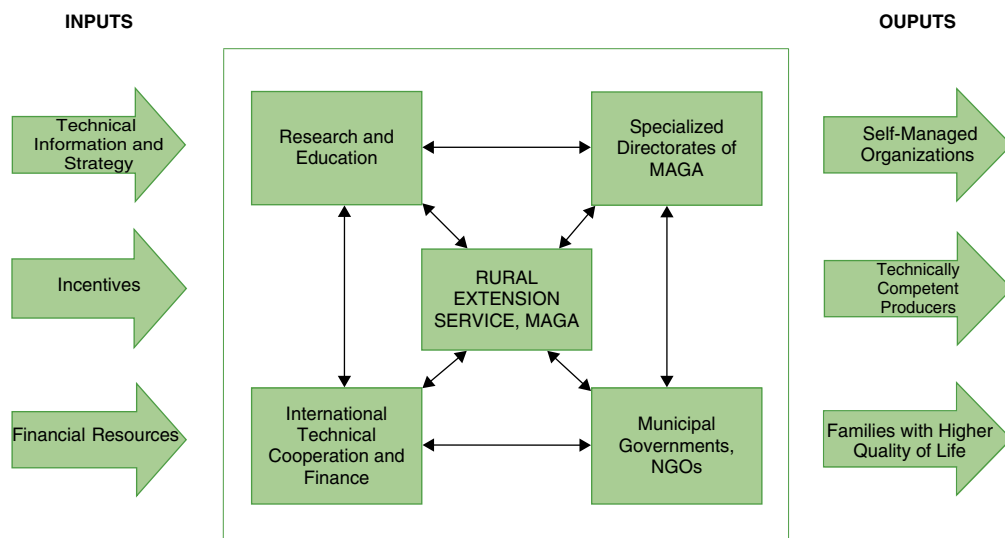 INPUTS
OUPUTS
Technical
Information and
Strategy
Research and
Education
Specialized
Directorates of
MAGA
Self-Managed
Organizations
Incentives
RURAL
EXTENSION
SERVICE, MAGA
Technically
Competent
Producers
Financial Resources
International
Technical
Cooperation and
Finance
Municipal
Governments,
NGOs
Families with Higher
Quality of Life